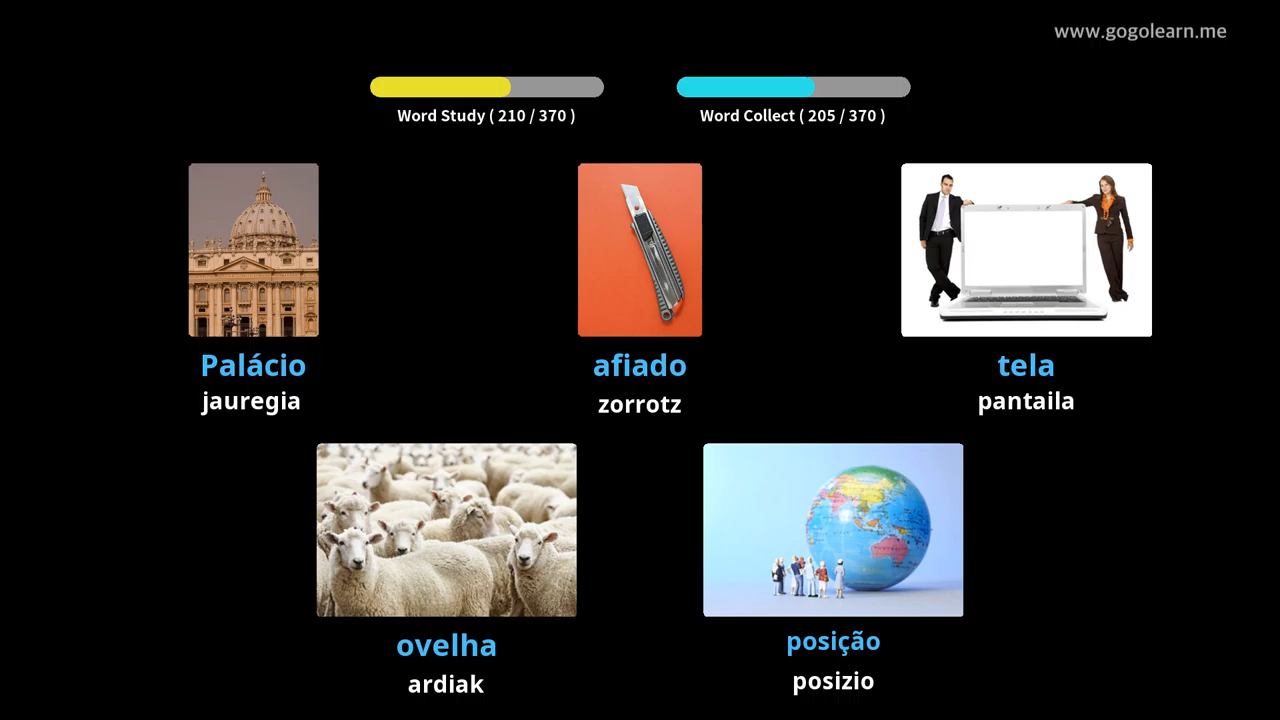 www.gogolearn.me
Word Study ( 210 / 370 )
Word Collect ( 205 / 370 )
Palácio
jauregia
afiado
zorrotz
tela
pantaila
ovelha
ardiak
posição
posizio